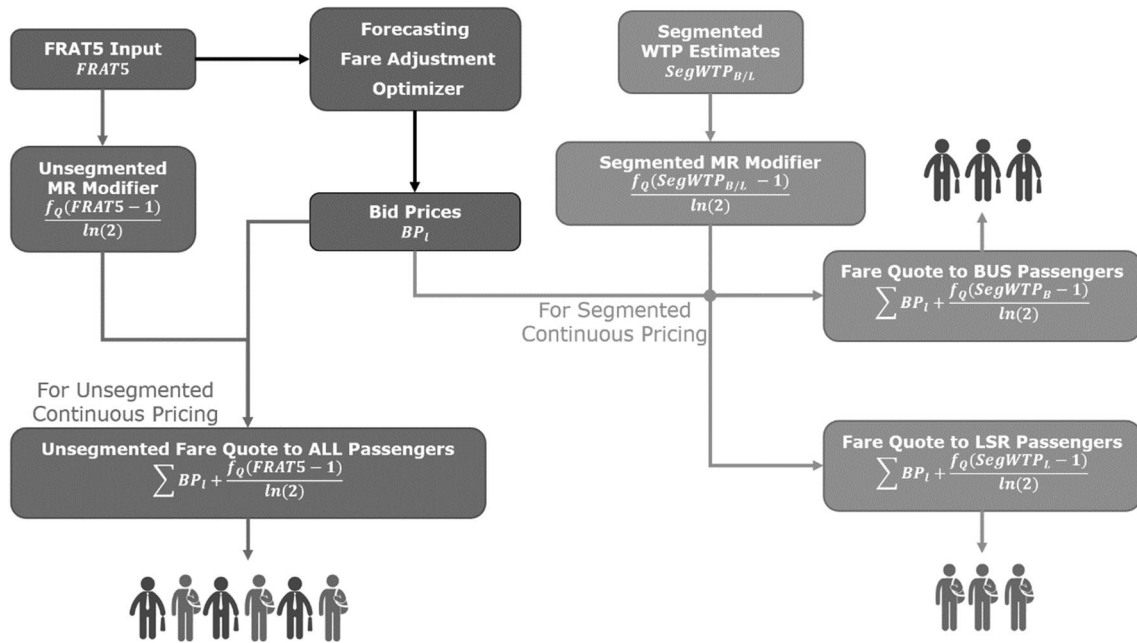 FRAT5 Input
FRAT5
Forecasting
Fare Adjustment
Optimizer
Segmented
WTP Estimates
SegWTP_{B/L}
Unsegmented
MR Modifier
f_Q(FRAT5 − 1)
ln(2)
Bid Prices
BP_l
Segmented MR Modifier
f_Q(SegWTP_{B/L} − 1)
ln(2)
For Segmented
Continuous Pricing
Fare Quote to BUS Passengers
∑ BP_l + f_Q(SegWTP_B − 1)
ln(2)
For Unsegmented
Continuous Pricing
Unsegmented Fare Quote to ALL Passengers
∑ BP_l + f_Q(FRAT5 − 1)
ln(2)
Fare Quote to LSR Passengers
∑ BP_l + f_Q(SegWTP_L − 1)
ln(2)